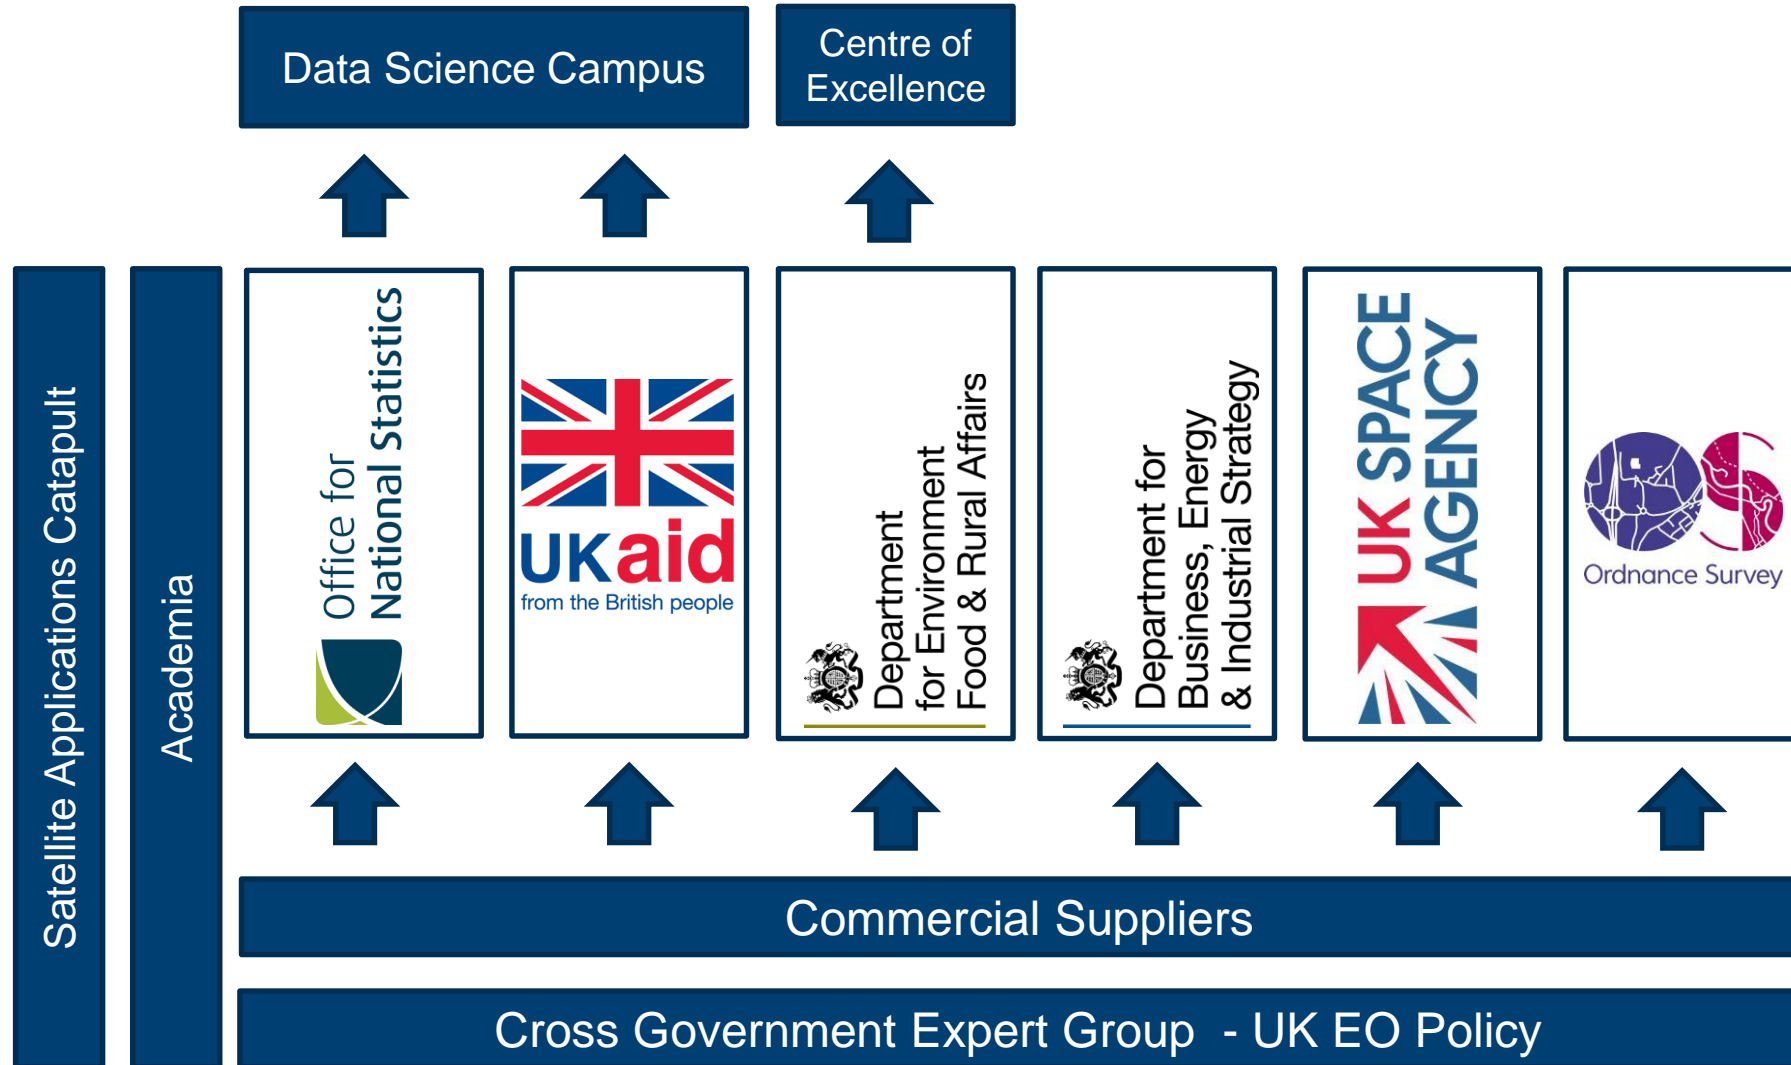 Data Science Campus
Centre of
Excellence
Satellite Applications Catapult
Academia
Office for
National Statistics
UKaid
from the British people
Department
for Environment
Food & Rural Affairs
Department for
Business, Energy
& Industrial Strategy
UK SPACE
AGENCY
OS
Ordnance Survey
Commercial Suppliers
Cross Government Expert Group - UK EO Policy